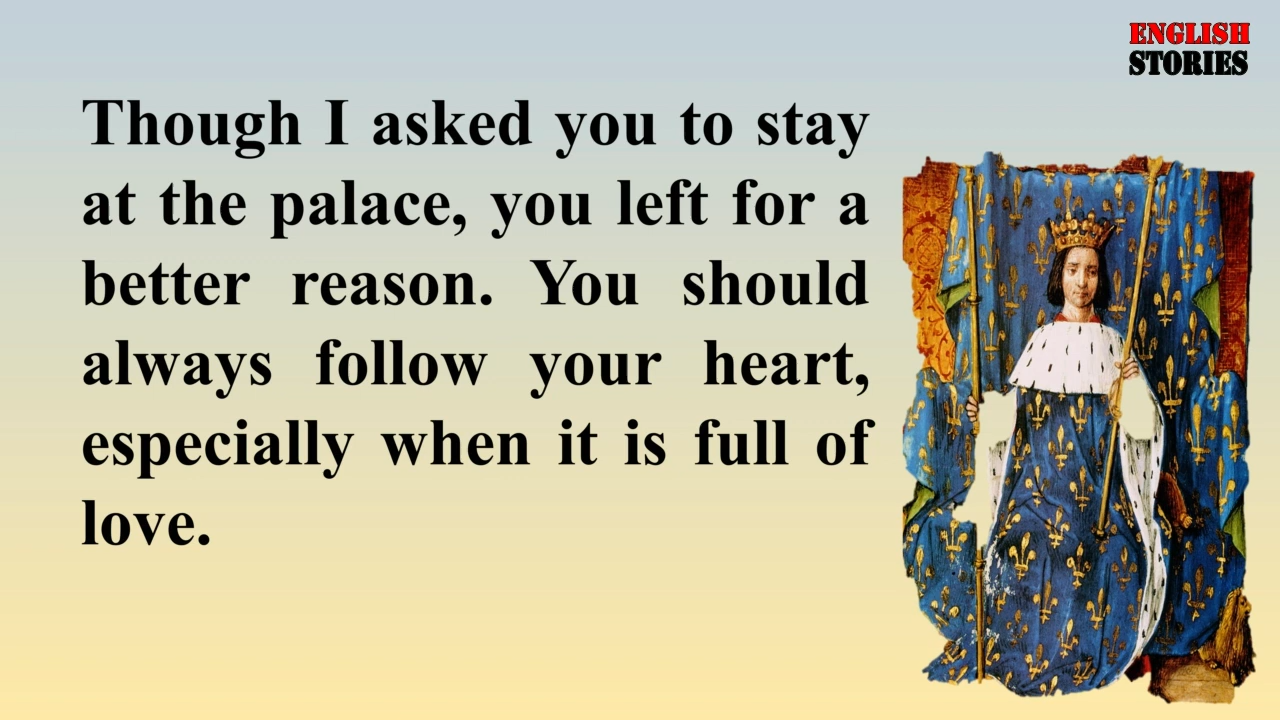 ENGLISH
STORIES
Though I asked you to stay
at the palace, you left for a
better reason. You should
always follow your heart,
especially when it is full of
love.